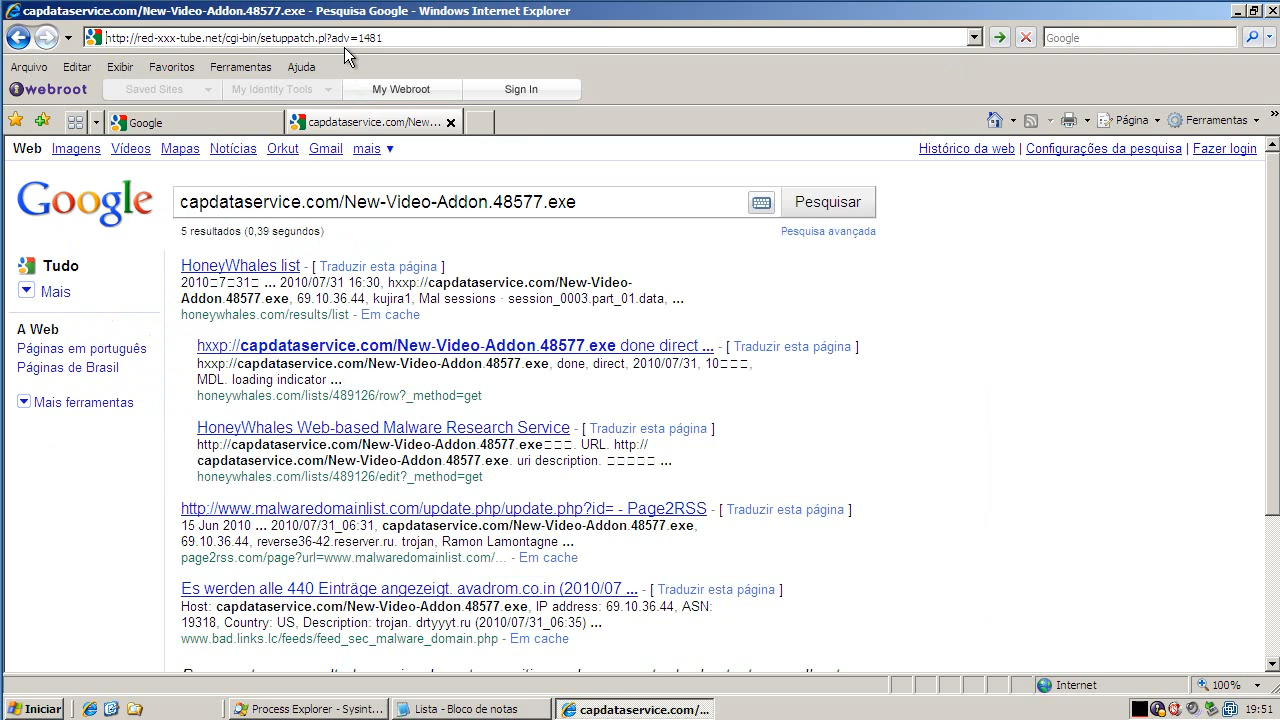 capdataservice.com/New-Video-Addon.48577.exe - Pesquisa Google - Windows Internet Explorer
http://red-xxx-tube.net/cgi-bin/setuppatch.pl?adv=1481
Google
Arquivo Editar Exibir Favoritos Ferramentas Ajuda
webroot Saved Sites My Identity Tools My Webroot Sign In
Google
capdataservice.com/New...
Página Ferramentas
Web Imagens Vídeos Mapas Notícias Orkut Gmail mais ▼
Histórico da web | Configurações da pesquisa | Fazer login
Google
capdataservice.com/New-Video-Addon.48577.exe
Pesquisar
5 resultados (0,39 segundos)
Pesquisa avançada
Tudo
Mais
A Web
Páginas em português
Páginas de Brasil
Mais ferramentas
HoneyWhales list - [ Traduzir esta página ]
2010□7□31□ ... 2010/07/31 16:30, hxxp://capdataservice.com/New-Video-
Addon.48577.exe, 69.10.36.44, kujira1, Mal sessions · session_0003.part_01.data, ...
honeywhales.com/results/list - Em cache
hxxp://capdataservice.com/New-Video-Addon.48577.exe done direct ... - [ Traduzir esta página ]
hxxp://capdataservice.com/New-Video-Addon.48577.exe, done, direct, 2010/07/31, 10□□□,
MDL. loading indicator ...
honeywhales.com/lists/489126/row?_method=get
HoneyWhales Web-based Malware Research Service - [ Traduzir esta página ]
http://capdataservice.com/New-Video-Addon.48577.exe□□□. URL. http://
capdataservice.com/New-Video-Addon.48577.exe. uri description. □□□□□ ...
honeywhales.com/lists/489126/edit?_method=get
http://www.malwaredomainlist.com/update.php/update.php?id= - Page2RSS - [ Traduzir esta página ]
15 Jun 2010 ... 2010/07/31_06:31, capdataservice.com/New-Video-Addon.48577.exe,
69.10.36.44, reverse36-42.reserver.ru. trojan, Ramon Lamontagne ...
page2rss.com/page?url=www.malwaredomainlist.com/... - Em cache
Es werden alle 440 Einträge angezeigt. avadrom.co.in (2010/07 ... - [ Traduzir esta página ]
Host: capdataservice.com/New-Video-Addon.48577.exe, IP address: 69.10.36.44, ASN:
19318, Country: US, Description: trojan. drtyyyt.ru (2010/07/31_06:35) ...
www.bad.links.lc/feeds/feed_sec_malware_domain.php - Em cache
Internet
100%
Iniciar
Process Explorer - Sysint...
Lista - Bloco de notas
capdataservice.com/...
19:51